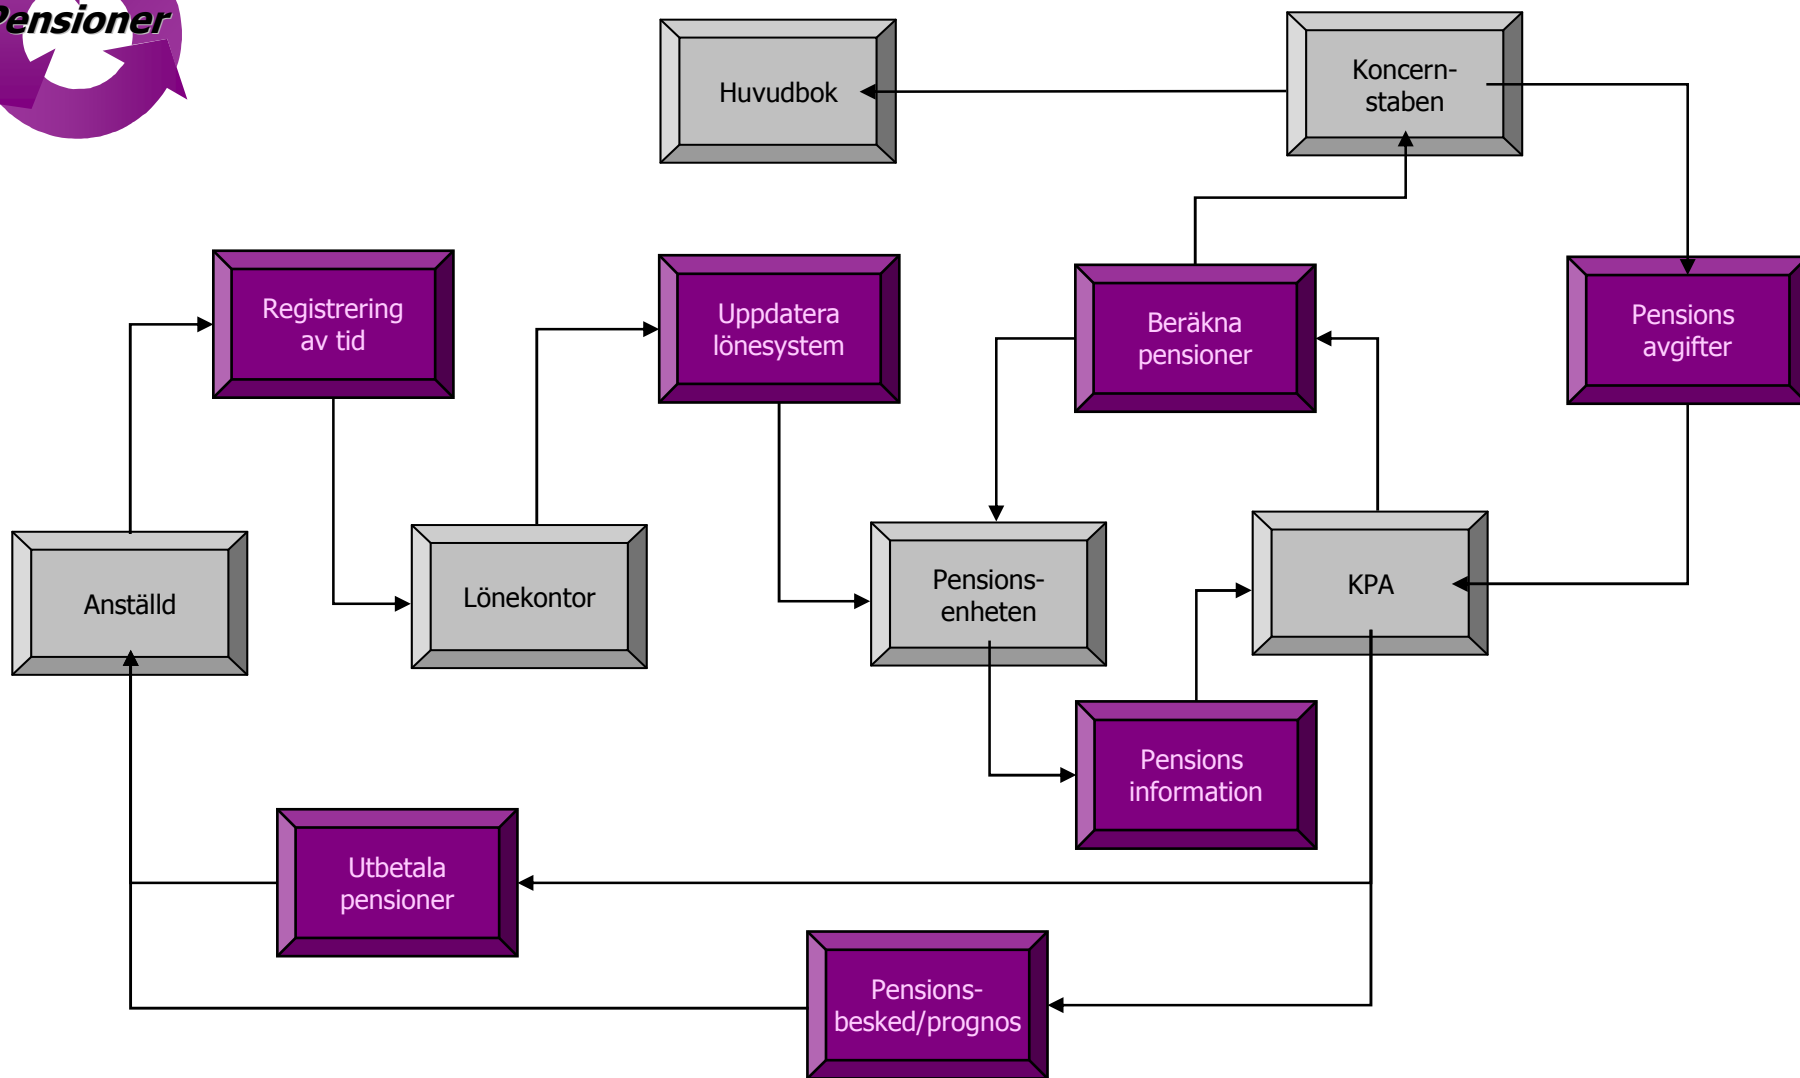 Pensioner
Huvudbok
Koncern-
staben
Registrering
av tid
Uppdatera
lönesystem
Beräkna
pensioner
Pensions
avgifter
Anställd
Lönekontor
Pensions-
enheten
KPA
Pensions
information
Utbetala
pensioner
Pensions-
besked/prognos